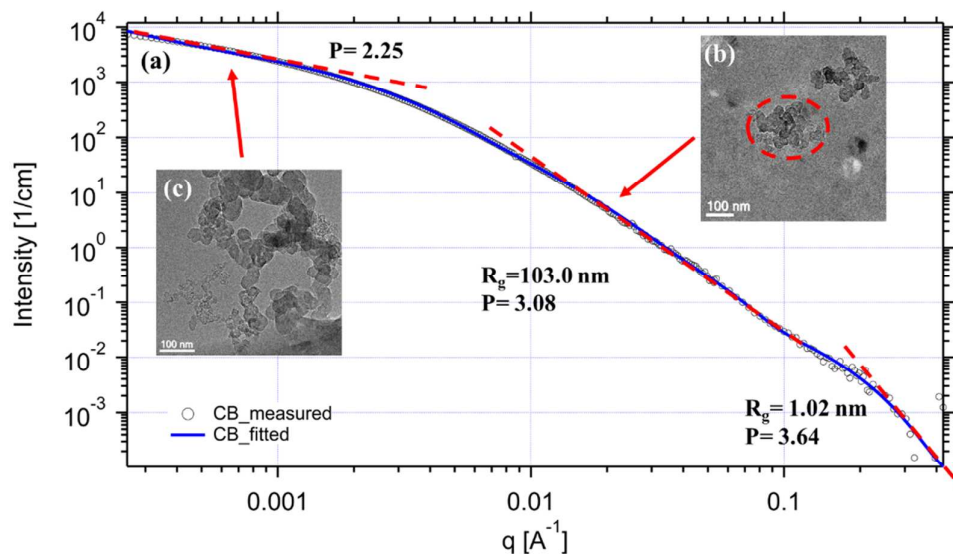 10^4
10^3
10^2
10^1
10^0
10^-1
10^-2
10^-3
Intensity [1/cm]
(a)
P= 2.25
(b)
100 nm
(c)
100 nm
R_g=103.0 nm
P= 3.08
R_g= 1.02 nm
P= 3.64
CB_measured
CB_fitted
0.001
0.01
0.1
q [A^-1]